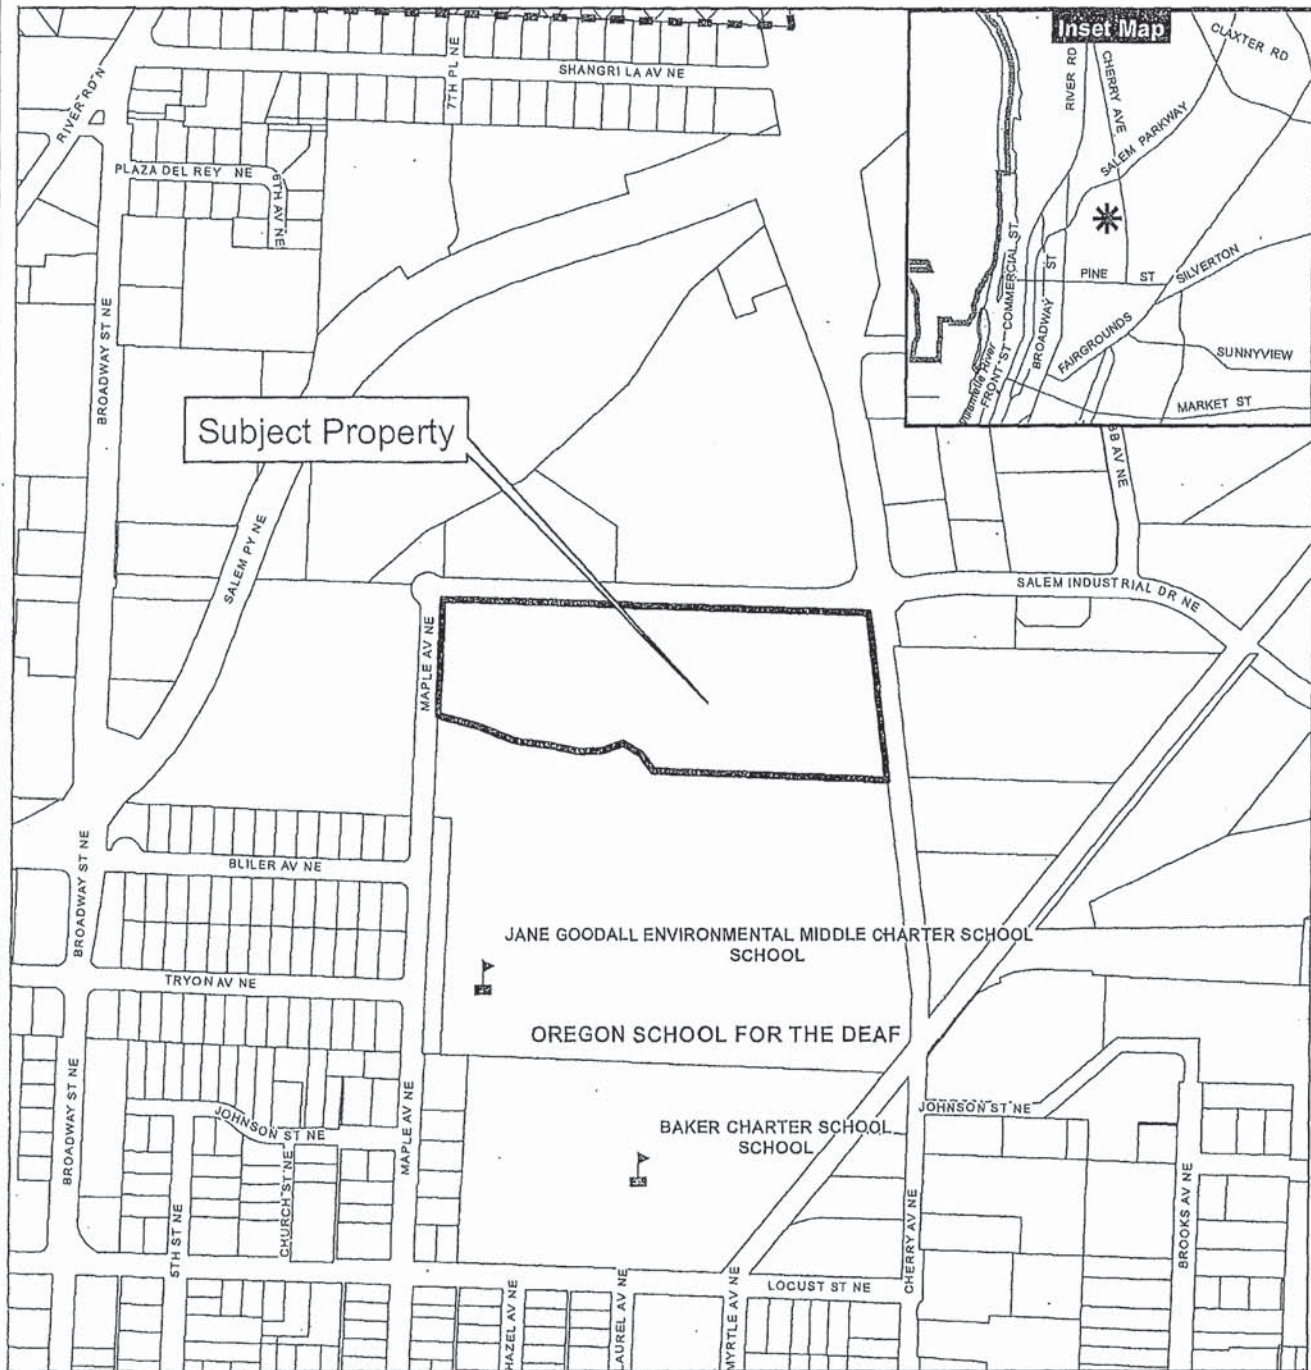 Inset Map
CLAXTER RD
RIVER RD
CHERRY AVE
SALEM PARKWAY
FRONT ST
COMMERCIAL ST
BROADWAY ST
PINE ST
SILVERTON
FAIRGROUNDS
SUNNYVIEW
MARKET ST
River
RIVER RD N
7TH PL NE
SHANGRI LA AV NE
PLAZA DEL REY NE
6TH AV NE
BROADWAY ST NE
Subject Property
SALEM PY NE
AV NE
SALEM INDUSTRIAL DR NE
MAPLE AV NE
BROADWAY ST NE
BLILER AV NE
JANE GOODALL ENVIRONMENTAL MIDDLE CHARTER SCHOOL
SCHOOL
TRYON AV NE
OREGON SCHOOL FOR THE DEAF
BROADWAY ST NE
JOHNSON ST NE
MAPLE AV NE
BAKER CHARTER SCHOOL
SCHOOL
JOHNSON ST NE
5TH ST NE
CHURCH ST NE
CHERRY AV NE
BROOKS AV NE
LOCUST ST NE
HAZEL AV NE
LAUREL AV NE
MYRTLE AV NE